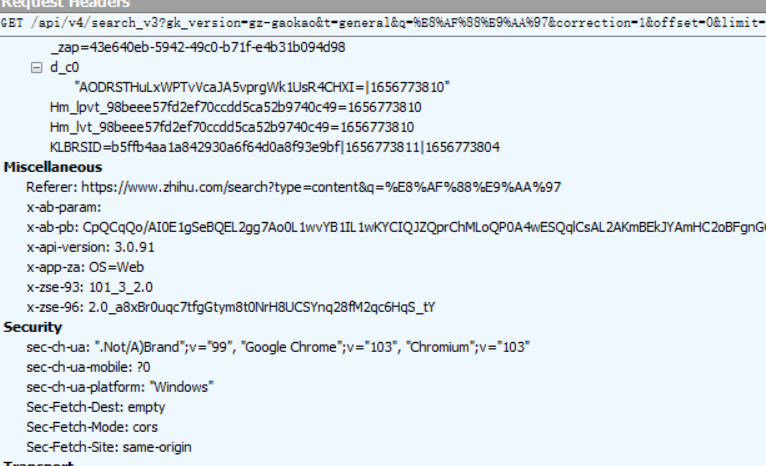 Request Headers
GET /api/v4/search_v3?gk_version=gz-gaokao&t=general&q=%E8%AF%88%E9%AA%97&correction=1&offset=0&limit=
_zap=43e640eb-5942-49c0-b71f-e4b31b094d98
d_c0
"AODRSTHuLxWPTvVcaJA5vprgWk1UsR4CHXI=|1656773810"
Hm_lpvt_98beee57fd2ef70ccdd5ca52b9740c49=1656773810
Hm_lvt_98beee57fd2ef70ccdd5ca52b9740c49=1656773810
KLBRSID=b5ffb4aa1a842930a6f64d0a8f93e9bf|1656773811|1656773804
Miscellaneous
Referer: https://www.zhihu.com/search?type=content&q=%E8%AF%88%E9%AA%97
x-ab-param:
x-ab-pb: CpQCqQo/AI0E1gSeBQEL2gg7Ao0L1wvYB1IL1wKYCIQJZQprChMLoQP0A4wESQqlCsAL2AKmBEkJYAmHC2oBFgnG
x-api-version: 3.0.91
x-app-za: OS=Web
x-zse-93: 101_3_2.0
x-zse-96: 2.0_a8xBr0uqc7tfgGtym8t0NrH8UCSYnq28fM2qc6HqS_tY
Security
sec-ch-ua: ".Not/A)Brand";v="99", "Google Chrome";v="103", "Chromium";v="103"
sec-ch-ua-mobile: ?0
sec-ch-ua-platform: "Windows"
Sec-Fetch-Dest: empty
Sec-Fetch-Mode: cors
Sec-Fetch-Site: same-origin
Transport